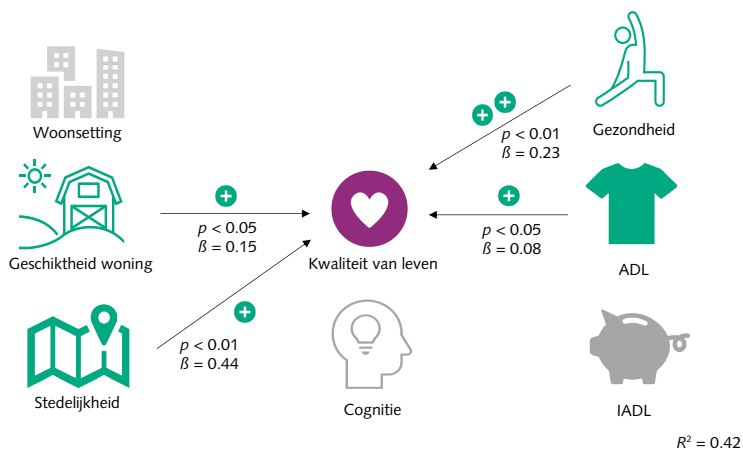 Woonsetting
Geschiktheid woning
p < 0.05
ß = 0.15
Stedelijkheid
p < 0.01
ß = 0.44
Kwaliteit van leven
Cognitie
p < 0.01
ß = 0.23
Gezondheid
p < 0.05
ß = 0.08
ADL
IADL
R² = 0.42